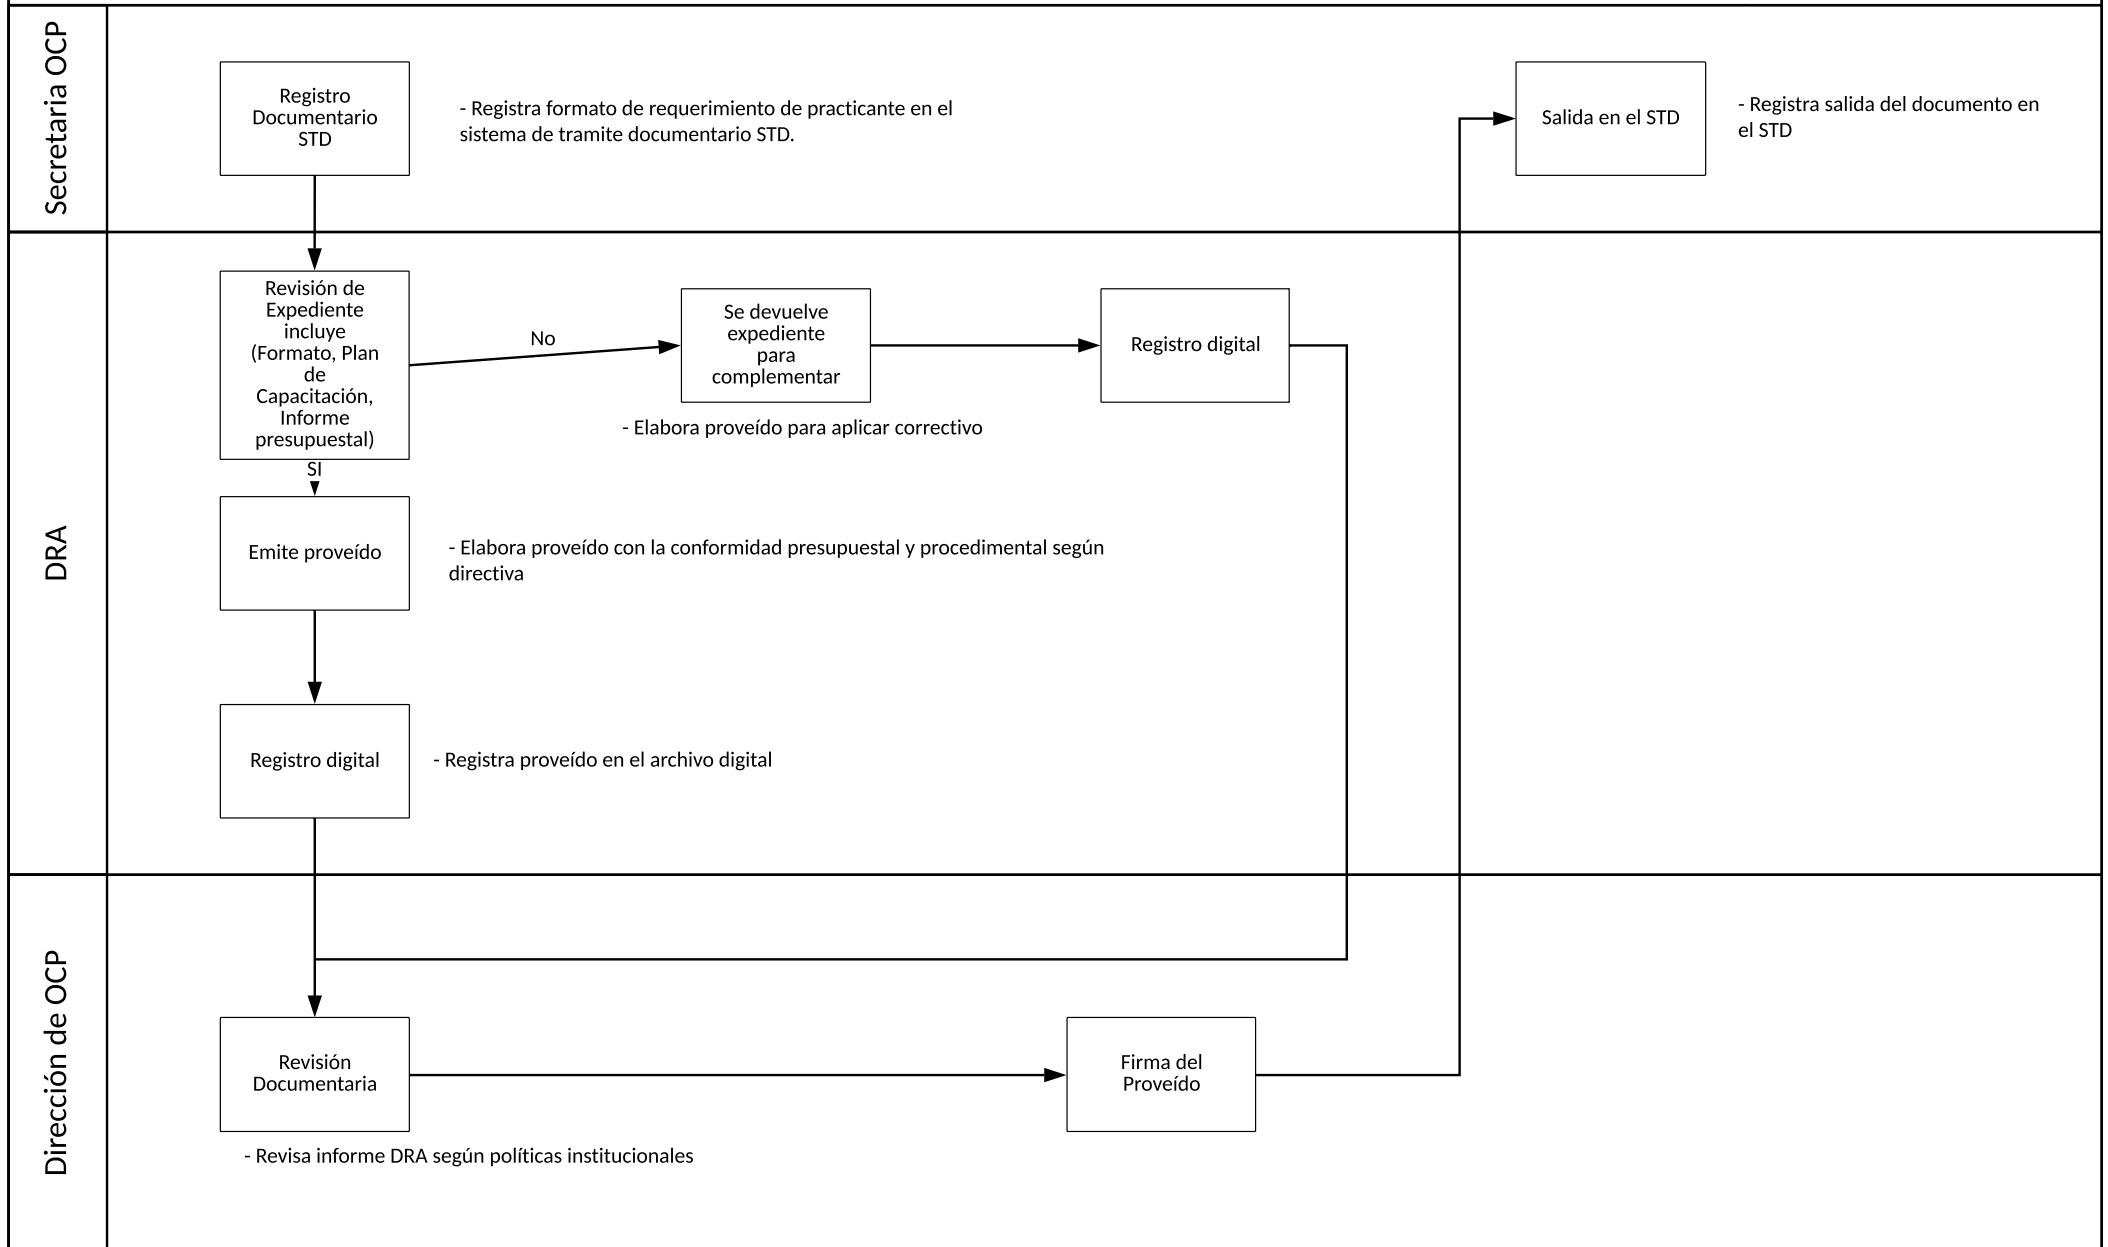 Secretaria OCP
Registro
Documentario
STD
- Registra formato de requerimiento de practicante en el
sistema de tramite documentario STD.
Salida en el STD
- Registra salida del documento en
el STD
DRA
Revisión de
Expediente
incluye
(Formato, Plan
de
Capacitación,
Informe
presupuestal)
No
Se devuelve
expediente
para
complementar
Registro digital
- Elabora proveído para aplicar correctivo
SI
Emite proveído
- Elabora proveído con la conformidad presupuestal y procedimental según
directiva
Registro digital
- Registra proveído en el archivo digital
Dirección de OCP
Revisión
Documentaria
Firma del
Proveído
- Revisa informe DRA según políticas institucionales